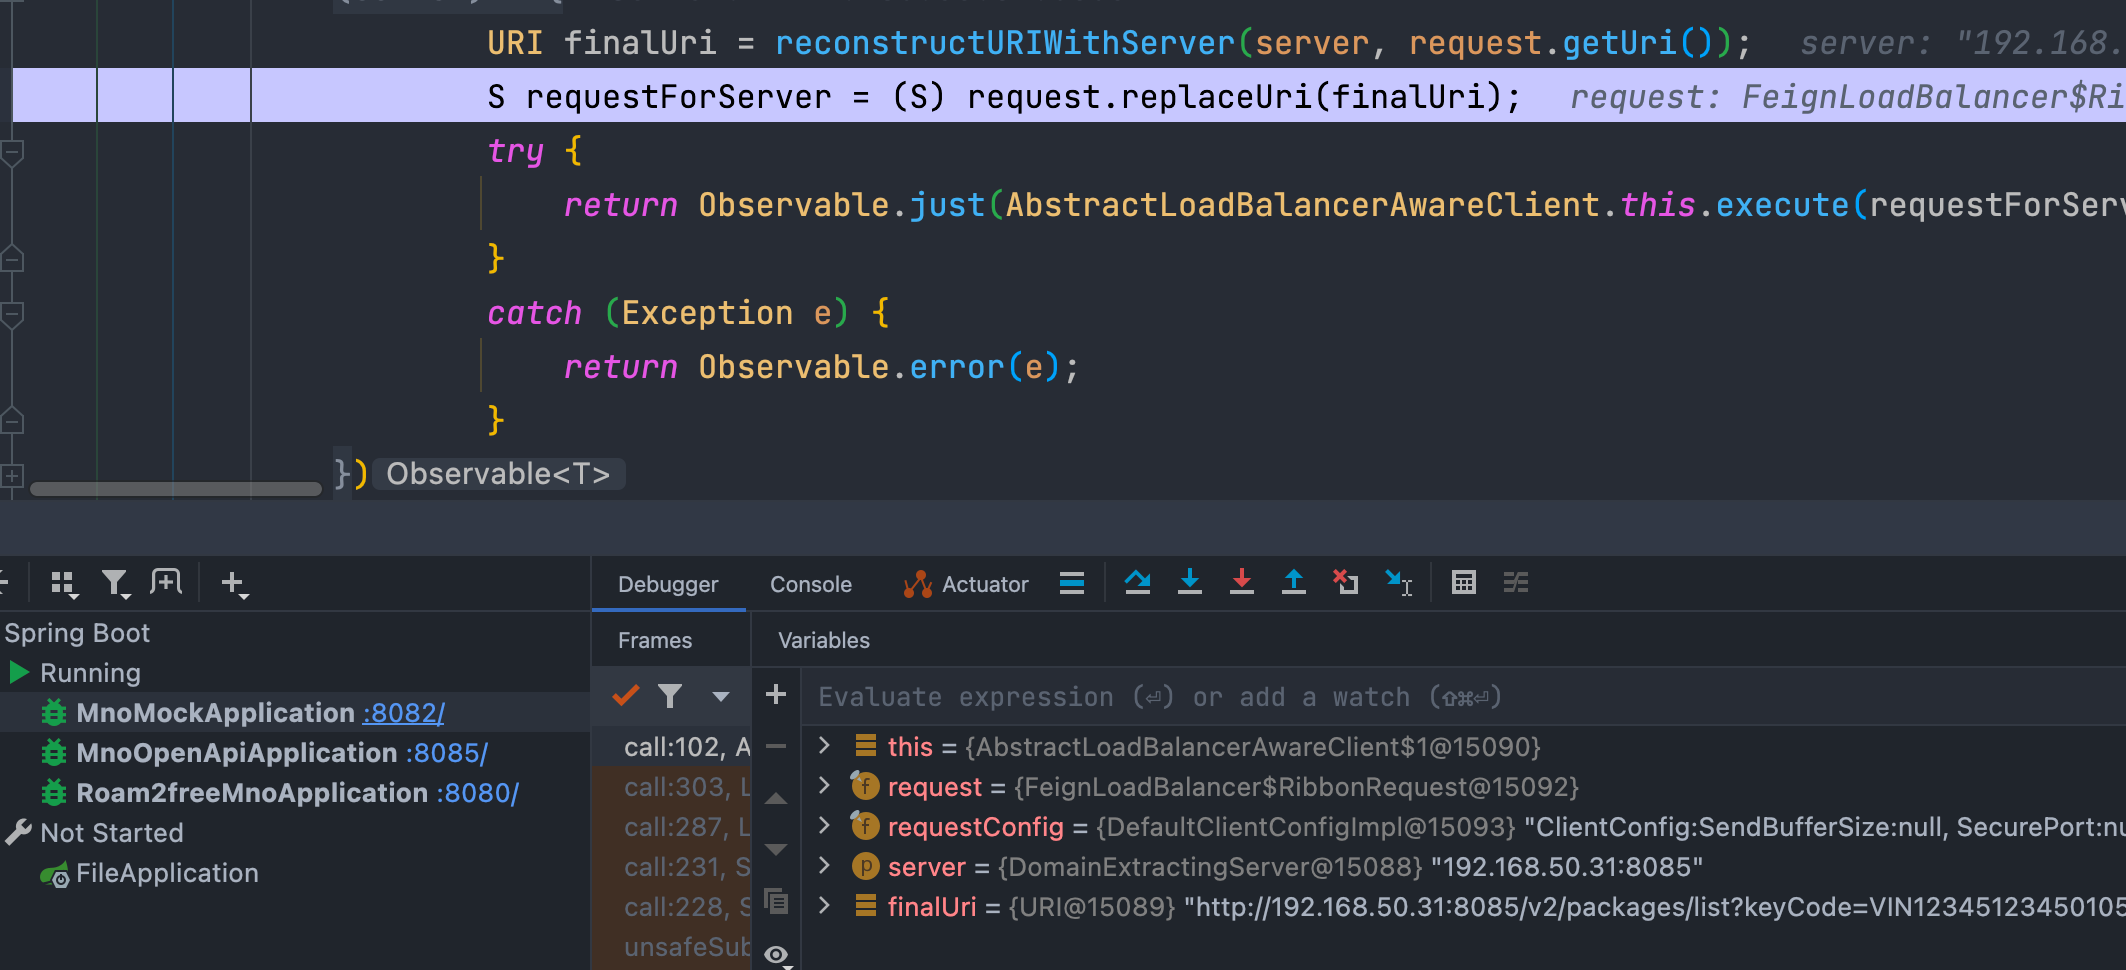 URI finalUri = reconstructURIWithServer(server, request.getUri()); server: "192.168.
S requestForServer = (S) request.replaceUri(finalUri); request: FeignLoadBalancer$Ri
try {
return Observable.just(AbstractLoadBalancerAwareClient.this.execute(requestForServ
}
catch (Exception e) {
return Observable.error(e);
}
}) Observable<T>
Debugger Console Actuator
Spring Boot
Running
MnoMockApplication :8082/
MnoOpenApiApplication :8085/
Roam2freeMnoApplication :8080/
Not Started
FileApplication
Frames
call:102, A
call:303, L
call:287, L
call:231, S
call:228, S
unsafeSub
Variables
Evaluate expression (⏎) or add a watch (⇧⌘⏎)
this = {AbstractLoadBalancerAwareClient$1@15090}
request = {FeignLoadBalancer$RibbonRequest@15092}
requestConfig = {DefaultClientConfigImpl@15093} "ClientConfig:SendBufferSize:null, SecurePort:nu
server = {DomainExtractingServer@15088} "192.168.50.31:8085"
finalUri = {URI@15089} "http://192.168.50.31:8085/v2/packages/list?keyCode=VIN12345123450105